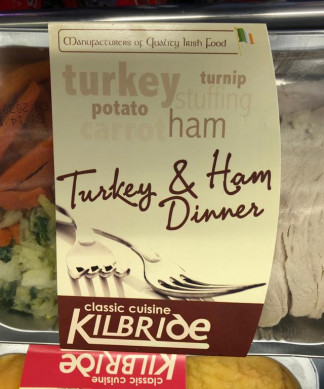 Manufacturers of Quality Irish Food
turkey turnip
potato stuffing
carrot ham
Turkey & Ham
Dinner
classic cuisine
KILBRIDE
classic cuisine
KILBRIDE